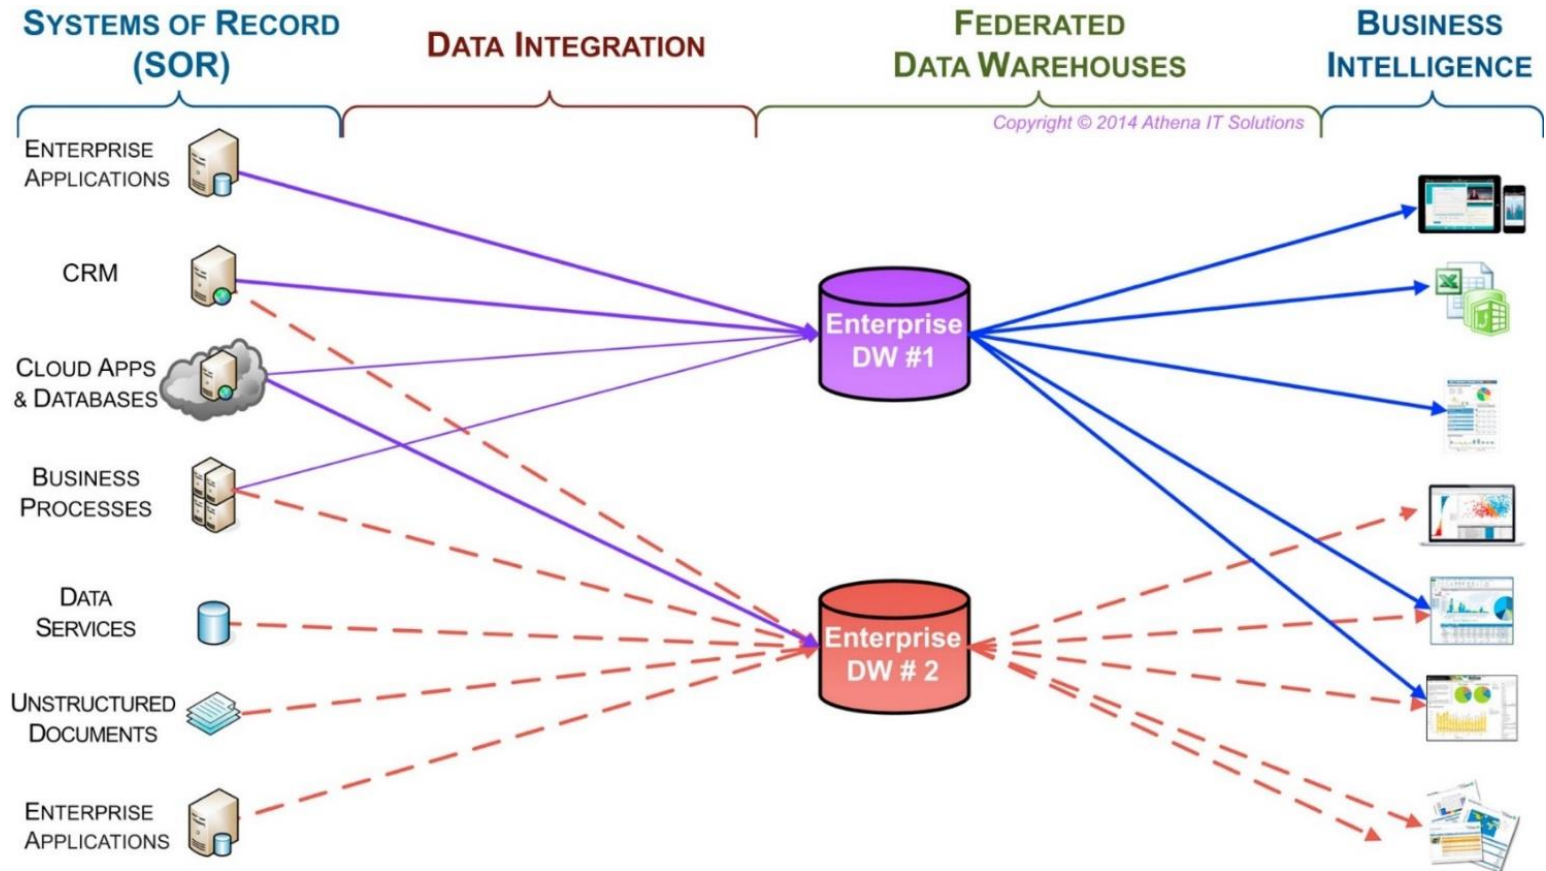 SYSTEMS OF RECORD
(SOR)
DATA INTEGRATION
FEDERATED
DATA WAREHOUSES
BUSINESS
INTELLIGENCE
Copyright © 2014 Athena IT Solutions
ENTERPRISE
APPLICATIONS
CRM
CLOUD APPS
& DATABASES
BUSINESS
PROCESSES
DATA
SERVICES
UNSTRUCTURED
DOCUMENTS
ENTERPRISE
APPLICATIONS
Enterprise
DW #1
Enterprise
DW # 2